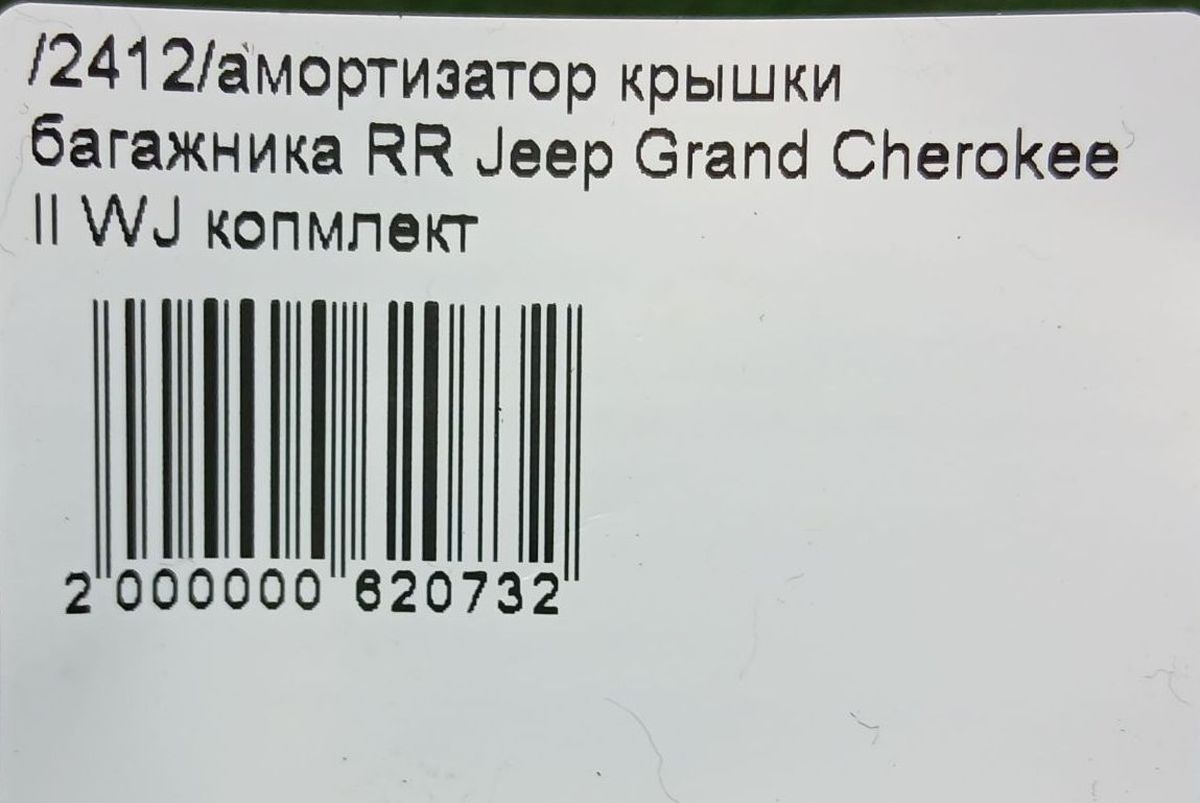 /2412/амортизатор крышки
багажника RR Jeep Grand Cherokee
II WJ копмлект
2 000000 620732